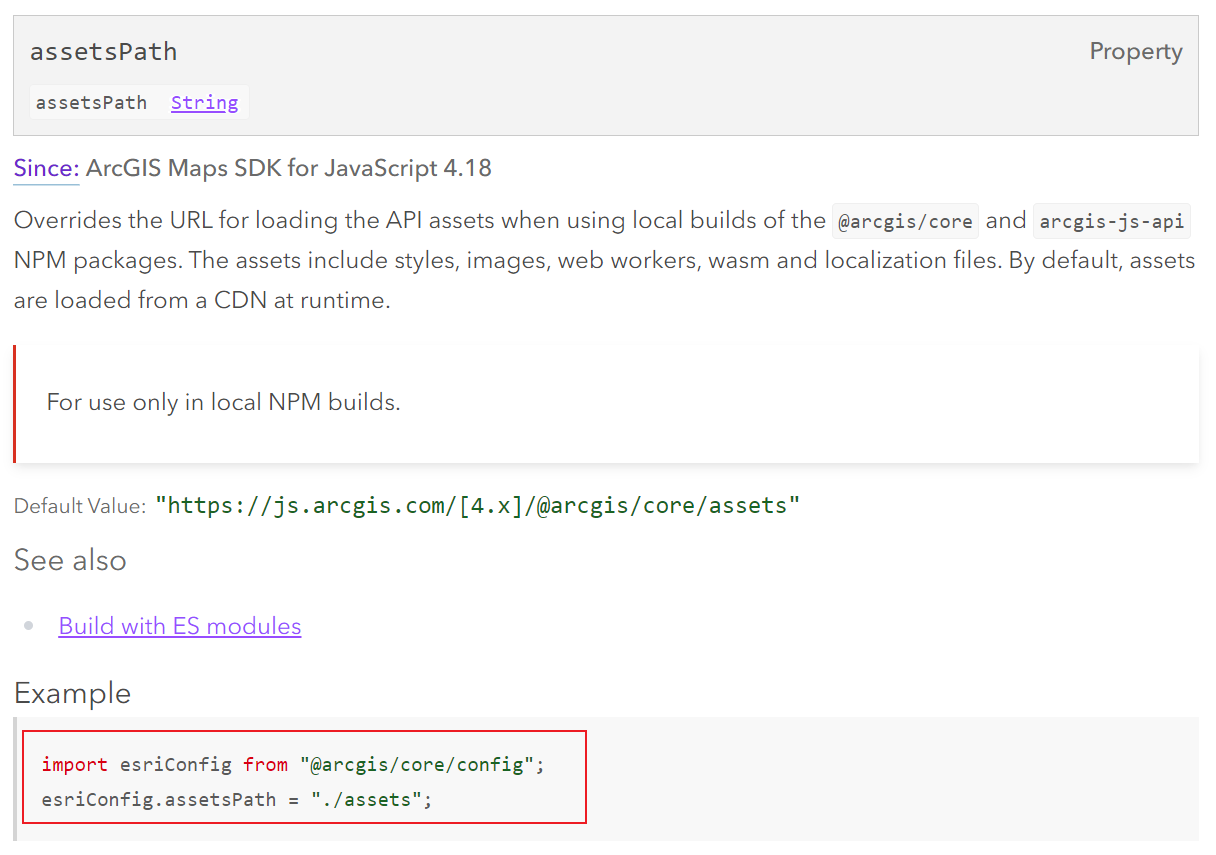 assetsPath Property
assetsPath String
Since: ArcGIS Maps SDK for JavaScript 4.18
Overrides the URL for loading the API assets when using local builds of the @arcgis/core and arcgis-js-api
NPM packages. The assets include styles, images, web workers, wasm and localization files. By default, assets
are loaded from a CDN at runtime.
For use only in local NPM builds.
Default Value: "https://js.arcgis.com/[4.x]/@arcgis/core/assets"
See also
Build with ES modules
Example
import esriConfig from "@arcgis/core/config";
esriConfig.assetsPath = "./assets";